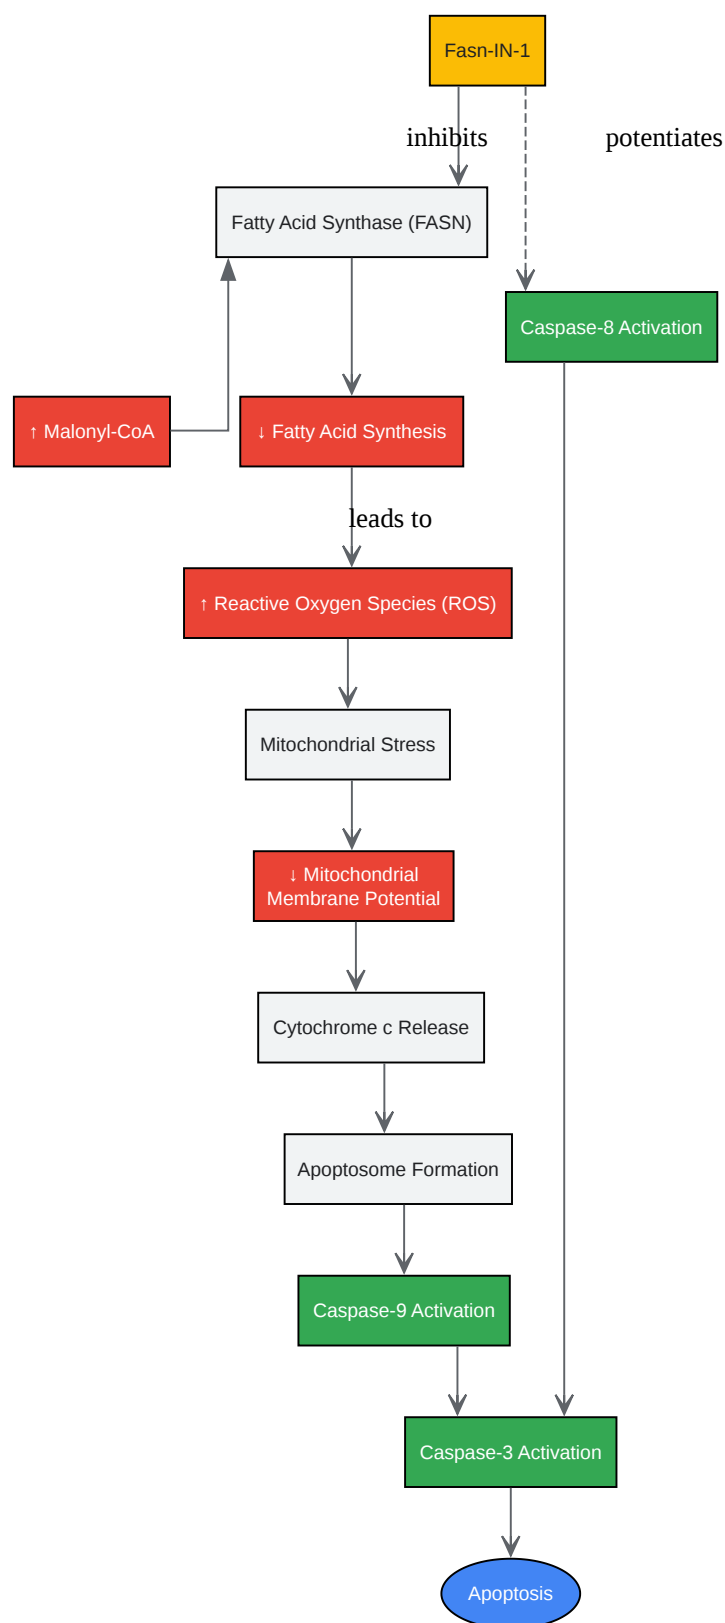 Fasn-IN-1
inhibits
potentiates
Fatty Acid Synthase (FASN)
Caspase-8 Activation
↑ Malonyl-CoA
↓ Fatty Acid Synthesis
leads to
↑ Reactive Oxygen Species (ROS)
Mitochondrial Stress
↓ Mitochondrial
Membrane Potential
Cytochrome c Release
Apoptosome Formation
Caspase-9 Activation
Caspase-3 Activation
Apoptosis